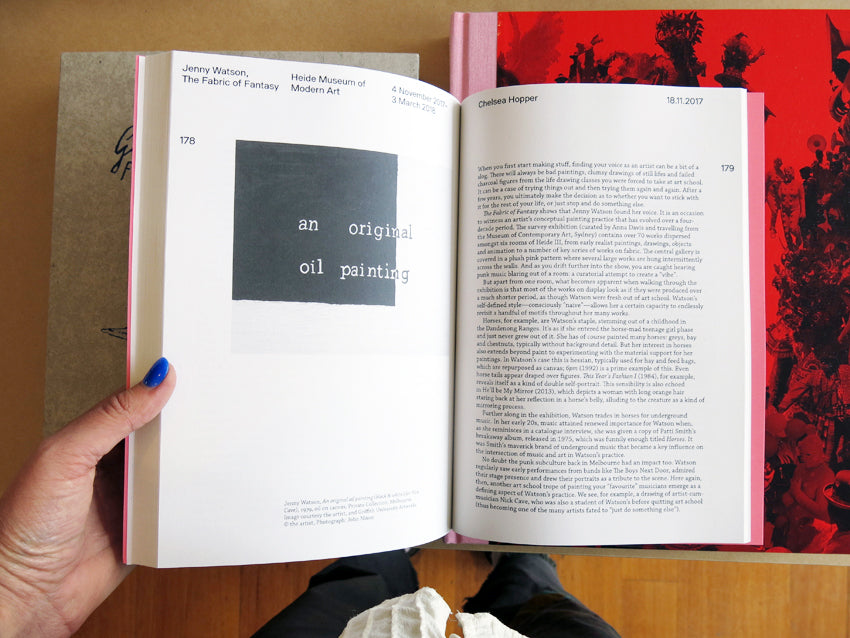 Jenny Watson,
The Fabric of Fantasy
Heide Museum of
Modern Art
4 November 2017-
3 March 2018
178
an original
oil painting
Jenny Watson, An original oil painting (black & white) (for Nick
Cave), 1979, oil on canvas, Private Collection, Melbourne.
Image courtesy the artist, and Griffith University Artworks
© the artist, Photograph:
Chelsea Hopper
18.11.2017
179
When you first start making stuff, finding your voice as an artist can be a bit of a
slog. There will always be bad paintings, clumsy drawings of still lifes and failed
charcoal figures from the life drawing classes you were forced to take at art school.
It can be a case of trying things out and then trying them again and again. After a
few years, you ultimately make the decision as to whether you want to stick with
it for the rest of your life, or just stop and do something else.
The Fabric of Fantasy shows that Jenny Watson found her voice. It is an occasion
to witness an artist's conceptual painting practice that has evolved over a four-
decade period. The survey exhibition (curated by Anna Davis and travelling from
the Museum of Contemporary Art, Sydney) contains over 70 works dispersed
amongst six rooms of Heide III, from early realist paintings, drawings, objects
and animation to a number of key series of works on fabric. The central gallery is
covered in a plush pink pattern where several large works are hung intermittently
across the walls. And as you drift further into the show, you are caught hearing
punk music blaring out of a room: a curatorial attempt to create a "vibe".
But apart from one room, what becomes apparent when walking through the
exhibition is that most of the works on display look as if they were produced over
a much shorter period, as though Watson were fresh out of art school. Watson's
self-defined style—consciously "naive"—allows her a certain capacity to endlessly
revisit a handful of motifs throughout her many works.
Horses, for example, are Watson's staple, stemming out of a childhood in
the Dandenong Ranges. It's as if she entered the horse-mad teenage girl phase
and just never grew out of it. She has of course painted many horses: greys, bay
and chestnuts, typically without background detail. But her interest in horses
also extends beyond paint to experimenting with the material support for her
paintings. In Watson's case this is hessian, typically used for hay and feed bags,
which are repurposed as canvas; 6pm (1992) is a prime example of this. Even
horse tails appear draped over figures. This Year's Fashion I (1984), for example,
reveals itself as a kind of double self-portrait. This sensibility is also echoed
in He'll be My Mirror (2013), which depicts a woman with long orange hair
staring back at her reflection in a horse's belly, alluding to the creature as a kind of
mirroring process.
Further along in the exhibition, Watson trades in horses for underground
music. In her early 20s, music attained renewed importance for Watson when,
as she reminisces in a catalogue interview, she was given a copy of Patti Smith's
breakaway album, released in 1975, which was funnily enough titled Horses. It
was Smith's maverick brand of underground music that became a key influence on
the intersection of music and art in Watson's practice.
No doubt the punk subculture back in Melbourne had an impact too. Watson
regularly saw early performances from bands like The Boys Next Door, admired
their stage presence and drew their portraits as a tribute to the scene. Here again,
then, another art school trope of painting your "favourite" musicians emerge as a
defining aspect of Watson's practice. We see, for example, a drawing of artist-cum-
musician Nick Cave, who was also a student of Watson's before quitting art school
(thus becoming one of the many artists fated to "just do something else").